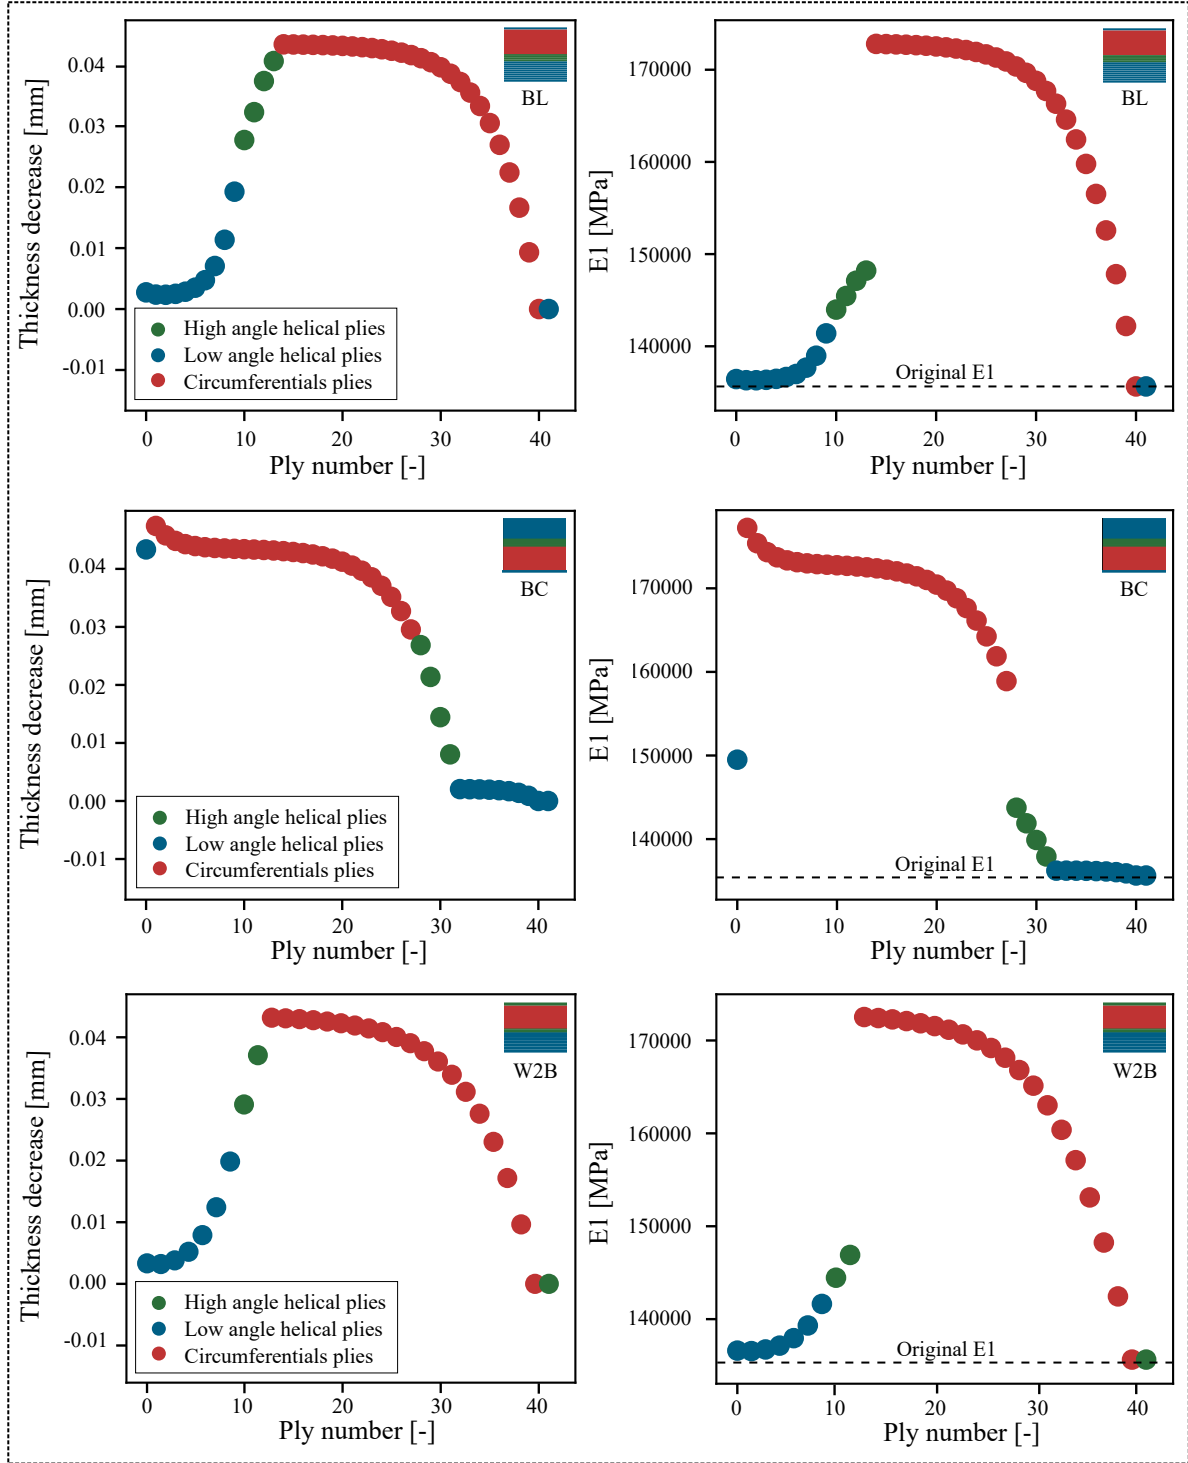 Thickness decrease [mm]
0.04
0.03
0.02
0.01
0.00
-0.01
BL
High angle helical plies
Low angle helical plies
Circumferentials plies
0 10 20 30 40
Ply number [-]
E1 [MPa]
170000
160000
150000
140000
BL
Original E1
0 10 20 30 40
Ply number [-]
Thickness decrease [mm]
0.04
0.03
0.02
0.01
0.00
-0.01
BC
High angle helical plies
Low angle helical plies
Circumferentials plies
0 10 20 30 40
Ply number [-]
E1 [MPa]
170000
160000
150000
140000
BC
Original E1
0 10 20 30 40
Ply number [-]
Thickness decrease [mm]
0.04
0.03
0.02
0.01
0.00
-0.01
W2B
High angle helical plies
Low angle helical plies
Circumferentials plies
0 10 20 30 40
Ply number [-]
E1 [MPa]
170000
160000
150000
140000
W2B
Original E1
0 10 20 30 40
Ply number [-]